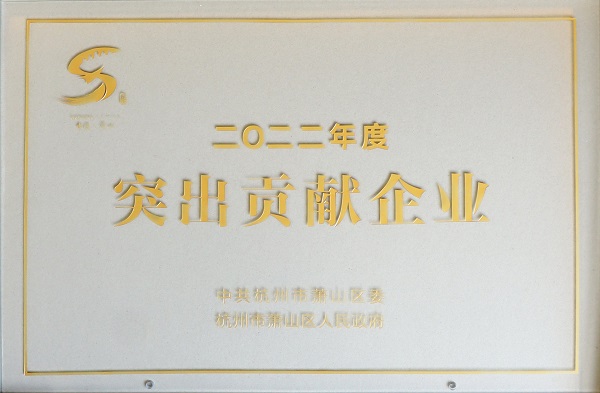 二〇二二年度
突出贡献企业
中共杭州市萧山区委
杭州市萧山区人民政府